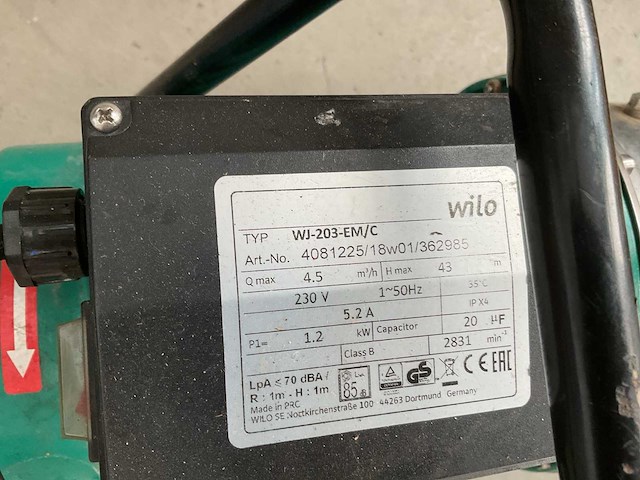 wilo
TYP WJ-203-EM/C
Art.-No. 4081225/18w01/362985
Q max 4.5 m³/h H max 43 m
230 V 1~50Hz 35°C
5.2 A IP X4
P1= 1.2 kW Capacitor 20 µF
Class B 2831 min⁻¹
LpA ≤ 70 dBA /
R : 1m - H : 1m
85 dB
GS
CE EAC
Made in PRC
WILO SE Nortkirchenstraße 100 44263 Dortmund Germany